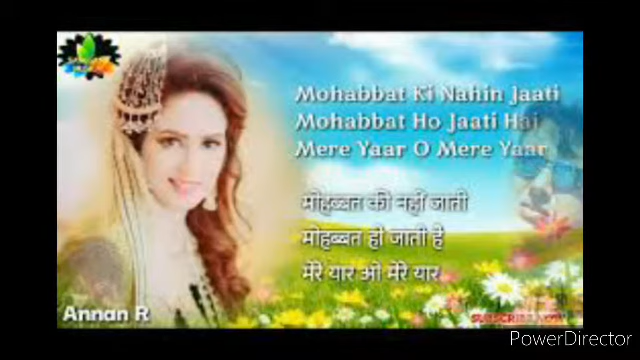 Mohabbat Ki Nahin Jaati
Mohabbat Ho Jaati Hai
Mere Yaar O Mere Yaar
मोहब्बत की नहीं जाती
मोहब्बत हो जाती है
मेरे यार ओ मेरे यार
Annan R
PowerDirector